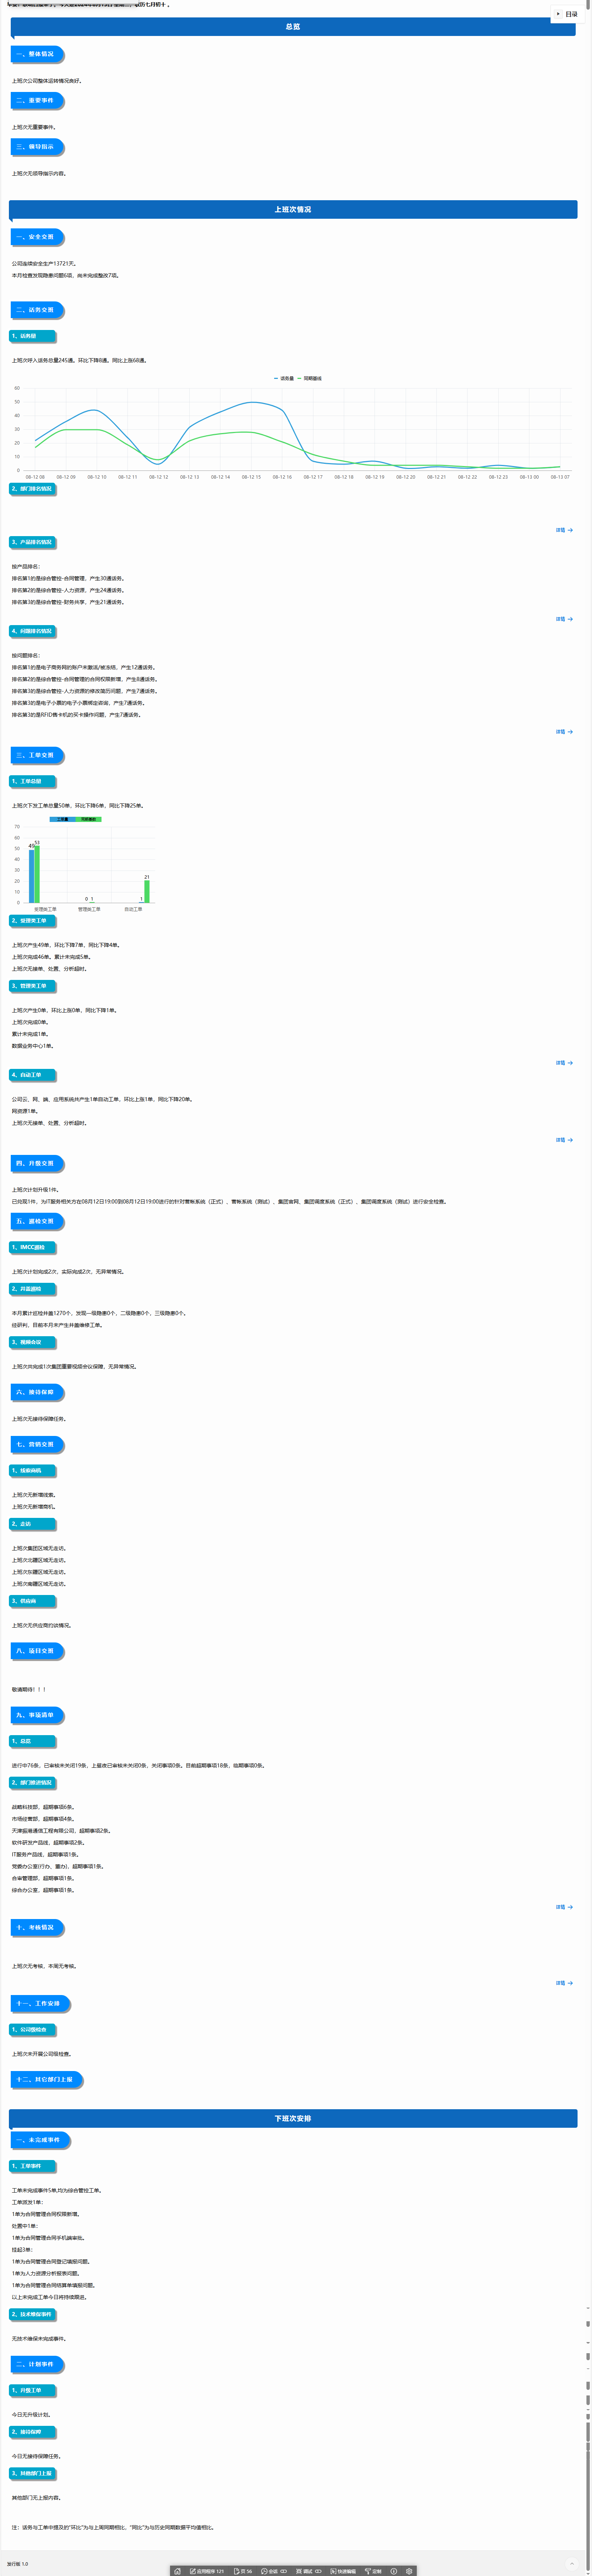 目录
总览
一、整体情况
上班次公司整体运转情况良好。
二、重要事件
上班次无重要事件。
三、领导指示
上班次无领导指示内容。
上班次情况
一、安全交圈
公司连续安全生产13721天。
本月检查发现隐患问题6项，尚未完成整改7项。
二、话务交圈
1、话务量
上班次呼入话务总量245通。环比下降8通。同比上涨68通。
话务量 同期基线
60
50
40
30
20
10
0
08-12 08 08-12 09 08-12 10 08-12 11 08-12 12 08-12 13 08-12 14 08-12 15 08-12 16 08-12 17 08-12 18 08-12 19 08-12 20 08-12 21 08-12 22 08-12 23 08-13 00 08-13 07
2、部门排名情况
详情 →
3、产品排名情况
按产品排名：
排名第1的是综合管控-合同管理，产生30通话务。
排名第2的是综合管控-人力资源，产生24通话务。
排名第3的是综合管控-财务共享，产生21通话务。
详情 →
4、问题排名情况
按问题排名：
排名第1的是电子商务网的账户未激活/被冻结，产生12通话务。
排名第2的是综合管控-合同管理的合同权限新增，产生8通话务。
排名第3的是综合管控-人力资源的修改简历问题，产生7通话务。
排名第3的是电子小票的电子小票绑定咨询，产生7通话务。
排名第3的是RFID售卡机的买卡操作问题，产生7通话务。
详情 →
三、工单交圈
1、工单总量
上班次下发工单总量50单，环比下降6单，同比下降25单。
工单量 同期基线
70
60
50
40
30
20
10
0
49 53
0 1
1 21
受理类工单 管理类工单 自动工单
2、受理类工单
上班次产生49单，环比下降7单，同比下降4单。
上班次完成46单。累计未完成5单。
上班次无接单，处置，分析超时。
3、管理类工单
上班次产生0单，环比上涨0单，同比下降1单。
上班次完成0单。
累计未完成1单。
数据业务中心1单。
详情 →
4、自动工单
公司云、网、端、应用系统共产生1单自动工单，环比上涨1单，同比下降20单。
网资源1单。
上班次无接单，处置，分析超时。
详情 →
四、升级交圈
上班次计划升级1件。
已兑现1件，为IT服务相关方在08月12日19:00到08月12日19:00进行的针对管帐系统（正式），管帐系统（测试），集团官网，集团调度系统（正式），集团调度系统（测试）进行安全检查。
五、巡检交圈
1、IMCC巡检
上班次计划完成2次，实际完成2次，无异常情况。
2、井盖巡检
本月累计巡检井盖1270个，发现一级隐患0个，二级隐患0个，三级隐患0个。
经研判，目前本月未产生井盖维修工单。
3、视频会议
上班次共完成1次集团重要视频会议保障，无异常情况。
六、接待保障
上班次无接待保障任务。
七、营销交圈
1、线索商机
上班次无新增线索。
上班次无新增商机。
2、走访
上班次集团区域无走访。
上班次北疆区域无走访。
上班次东疆区域无走访。
上班次南疆区域无走访。
3、供应商
上班次无供应商约谈情况。
八、项目交圈
敬请期待！！！
九、事项清单
1、总览
进行中76条，已审核未关闭19条，上星夜已审核未关闭0条，关闭事项0条。目前超期事项18条，临期事项0条。
2、部门推进情况
战略科技部，超期事项6条。
市场经营部，超期事项4条。
天津振港通信工程有限公司，超期事项2条。
软件研发产品线，超期事项2条。
IT服务产品线，超期事项1条。
党委办公室(行办、董办)，超期事项1条。
合审管理部，超期事项1条。
综合办公室，超期事项1条。
详情 →
十、考核情况
上班次无考核，本周无考核。
详情 →
十一、工作安排
1、公司级检查
上班次未开展公司级检查。
十二、其它部门上报
下班次安排
一、未完成事件
1、工单事件
工单未完成事件5单,均为综合管控工单。
工单派发1单：
1单为合同管理合同权限新增。
处置中1单：
1单为合同管理合同手机端审批。
挂起3单：
1单为合同管理合同登记填报问题。
1单为人力资源分析报表问题。
1单为合同管理合同结算单填报问题。
以上未完成工单今日将持续跟进。
2、技术维保事件
无技术维保未完成事件。
二、计划事件
1、升级工单
今日无升级计划。
2、接待保障
今日无接待保障任务。
3、其他部门上报
其他部门无上报内容。
注：话务与工单中提及的“环比”为与上周同期相比，“同比”为与历史同期数据平均值相比。
发行版 1.0
应用程序 121 页 56 会话 调试 快速编辑 定制